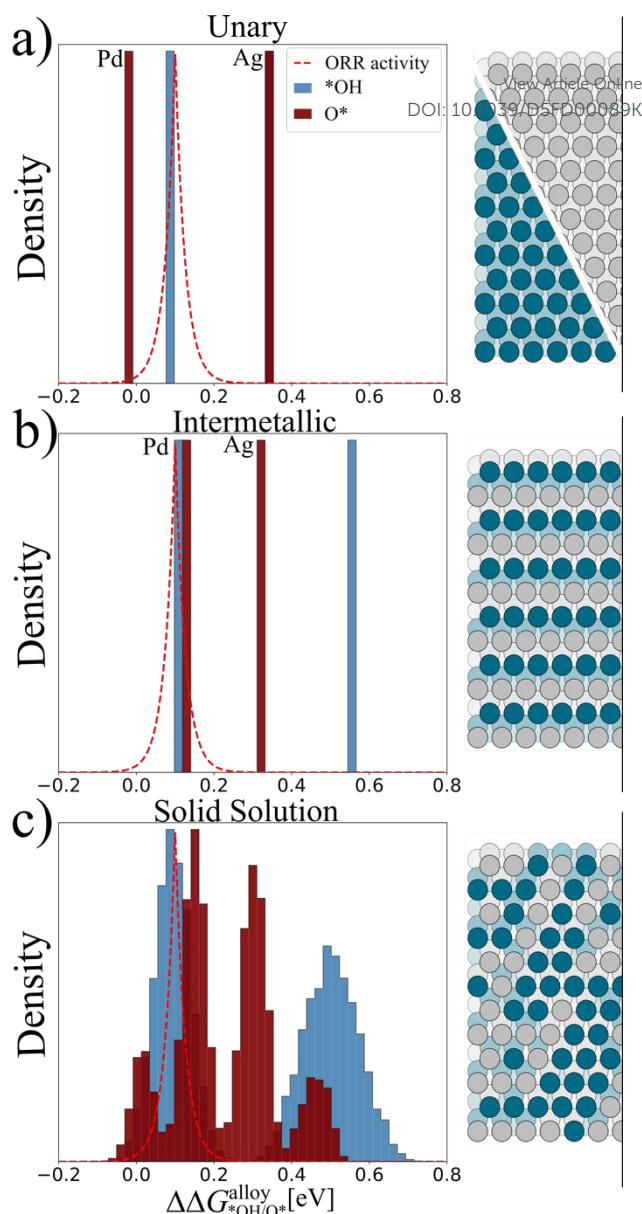 a)
Unary
Pd
Ag
ORR activity
*OH
O*
Density
−0.2 0.0 0.2 0.4 0.6 0.8
View Article Online
DOI: 10.1039/D5FD00089K
b)
Intermetallic
Pd
Ag
Density
−0.2 0.0 0.2 0.4 0.6 0.8
c)
Solid Solution
Density
−0.2 0.0 0.2 0.4 0.6 0.8
ΔΔG^alloy_*OH/O* [eV]